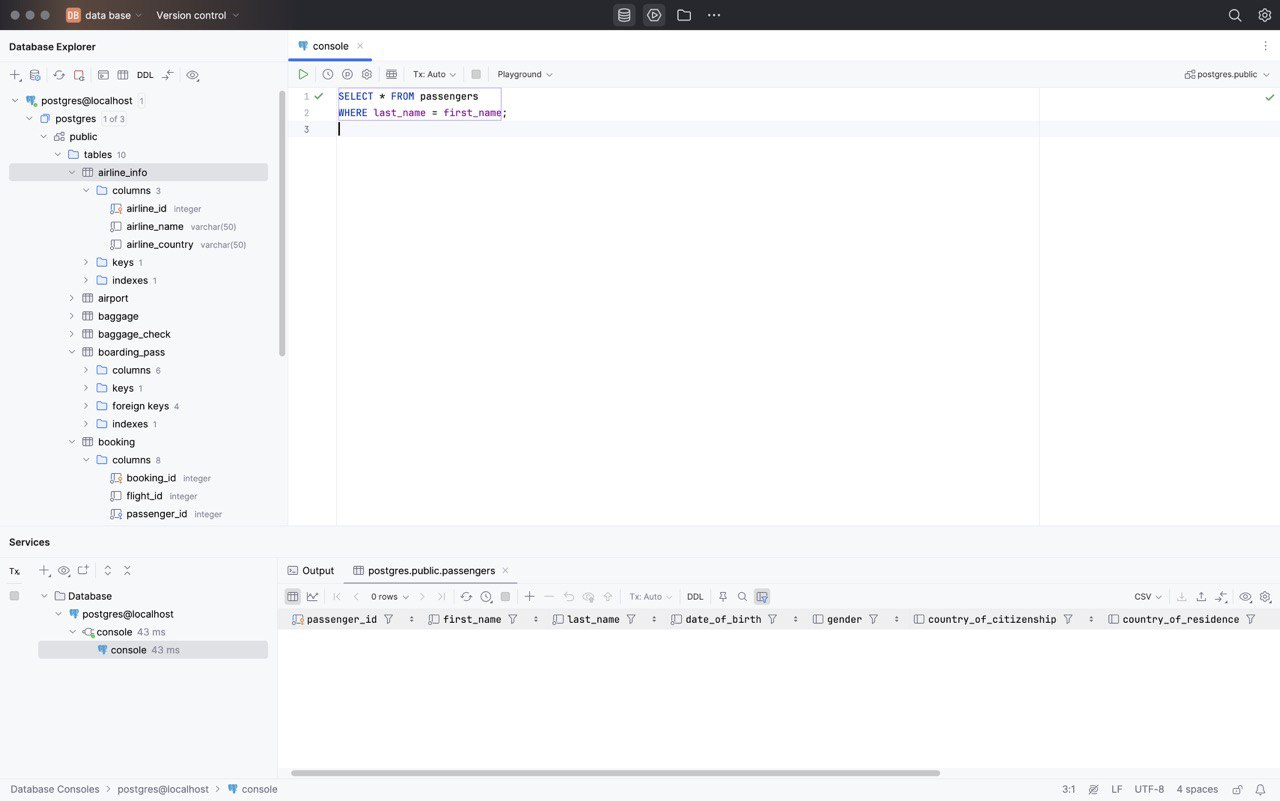 DB data base Version control
Database Explorer
console
DDL
Tx: Auto Playground postgres.public
postgres@localhost 1
postgres 1 of 3
public
tables 10
airline_info
columns 3
airline_id integer
airline_name varchar(50)
airline_country varchar(50)
keys 1
indexes 1
airport
baggage
baggage_check
boarding_pass
columns 6
keys 1
foreign keys 4
indexes 1
booking
columns 8
booking_id integer
flight_id integer
passenger_id integer
1 SELECT * FROM passengers
2 WHERE last_name = first_name;
3
Services
Tx
Database
postgres@localhost
console 43 ms
console 43 ms
Output postgres.public.passengers
0 rows Tx: Auto DDL CSV
passenger_id first_name last_name date_of_birth gender country_of_citizenship country_of_residence
Database Consoles > postgres@localhost > console 3:1 LF UTF-8 4 spaces